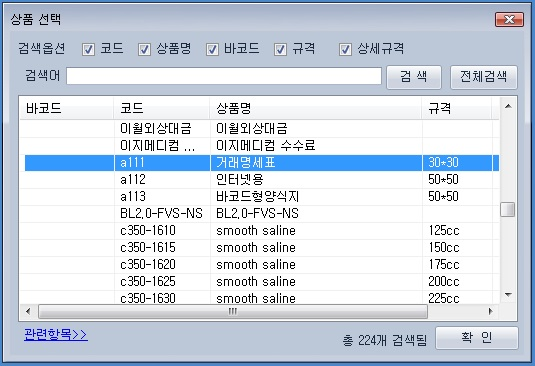 상품 선택
검색옵션 코드 상품명 바코드 규격 상세규격
검색어 검 색 전체검색
바코드 코드 상품명 규격
이월외상대금 이월외상대금
이지메디컴 ... 이지메디컴 수수료
a111 거래명세표 30*30
a112 인터넷용 50*50
a113 바코드형양식지 50*50
BL2,0-FVS-NS BL2,0-FVS-NS
c350-1610 smooth saline 125cc
c350-1615 smooth saline 150cc
c350-1620 smooth saline 175cc
c350-1625 smooth saline 200cc
c350-1630 smooth saline 225cc
관련항목>> 총 224개 검색됨 확 인